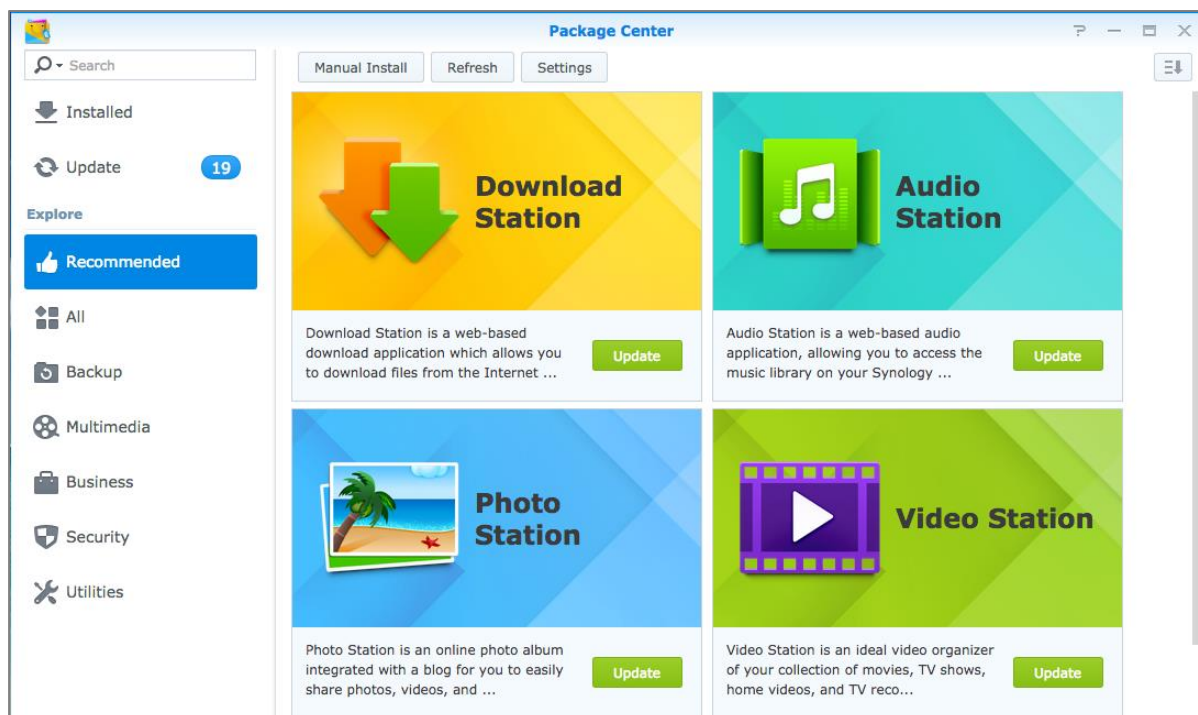 Package Center
Search
Manual Install
Refresh
Settings
Installed
Update
19
Explore
Recommended
All
Backup
Multimedia
Business
Security
Utilities
Download
Station
Download Station is a web-based
download application which allows you
to download files from the Internet ...
Update
Audio
Station
Audio Station is a web-based audio
application, allowing you to access the
music library on your Synology ...
Update
Photo
Station
Photo Station is an online photo album
integrated with a blog for you to easily
share photos, videos, and ...
Update
Video Station
Video Station is an ideal video organizer
of your collection of movies, TV shows,
home videos, and TV reco...
Update